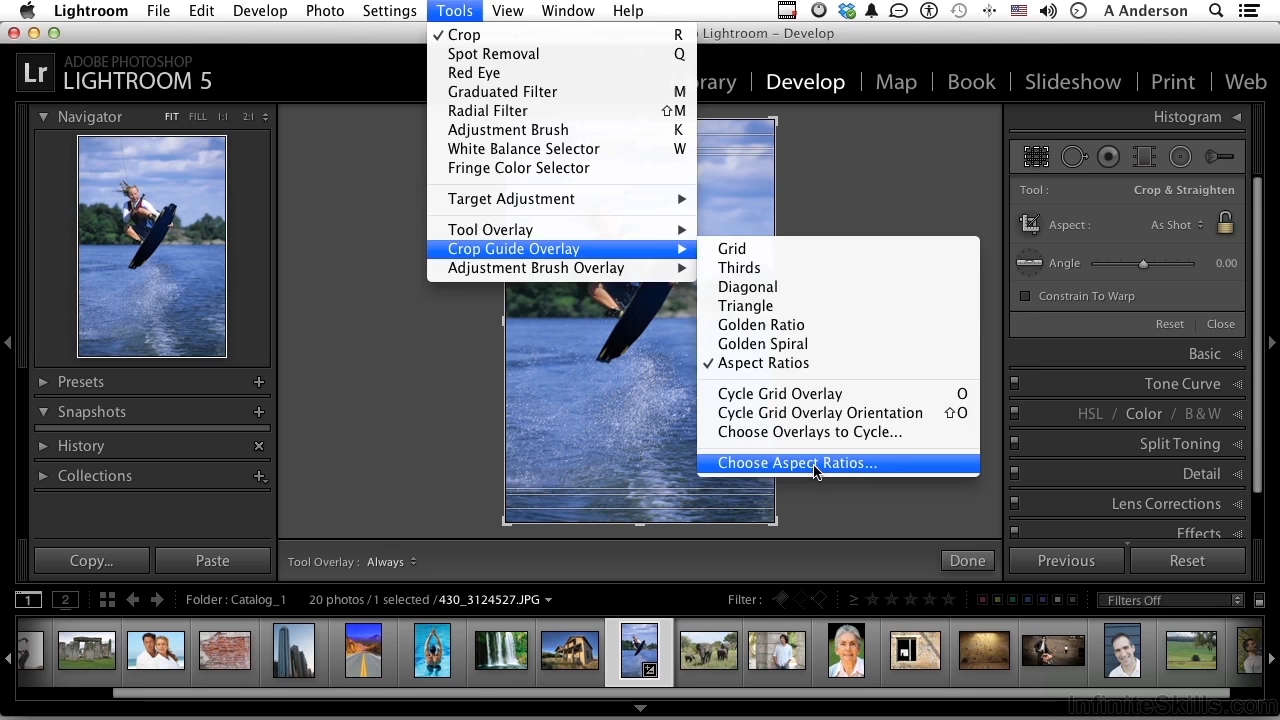 Lightroom File Edit Develop Photo Settings Tools View Window Help A Anderson
Lightroom – Develop
Lr ADOBE PHOTOSHOP
LIGHTROOM 5
Develop | Map | Book | Slideshow | Print | Web
✓ Crop R
Spot Removal Q
Red Eye
Graduated Filter M
Radial Filter ⇧M
Adjustment Brush K
White Balance Selector W
Fringe Color Selector
Target Adjustment
Tool Overlay
Crop Guide Overlay
Adjustment Brush Overlay
Grid
Thirds
Diagonal
Triangle
Golden Ratio
Golden Spiral
✓ Aspect Ratios
Cycle Grid Overlay O
Cycle Grid Overlay Orientation ⇧O
Choose Overlays to Cycle...
Choose Aspect Ratios...
Navigator FIT FILL 1:1 2:1
Presets +
Snapshots +
History ×
Collections +
Copy... Paste
Tool Overlay : Always
Done
Histogram
Tool : Crop & Straighten
Aspect : As Shot
Angle 0.00
Constrain To Warp
Reset Close
Basic
Tone Curve
HSL / Color / B & W
Split Toning
Detail
Lens Corrections
Effects
Previous Reset
1 2 Folder : Catalog_1 20 photos / 1 selected / 430_3124527.JPG Filter : ≥ Filters Off
InfiniteSkills.com